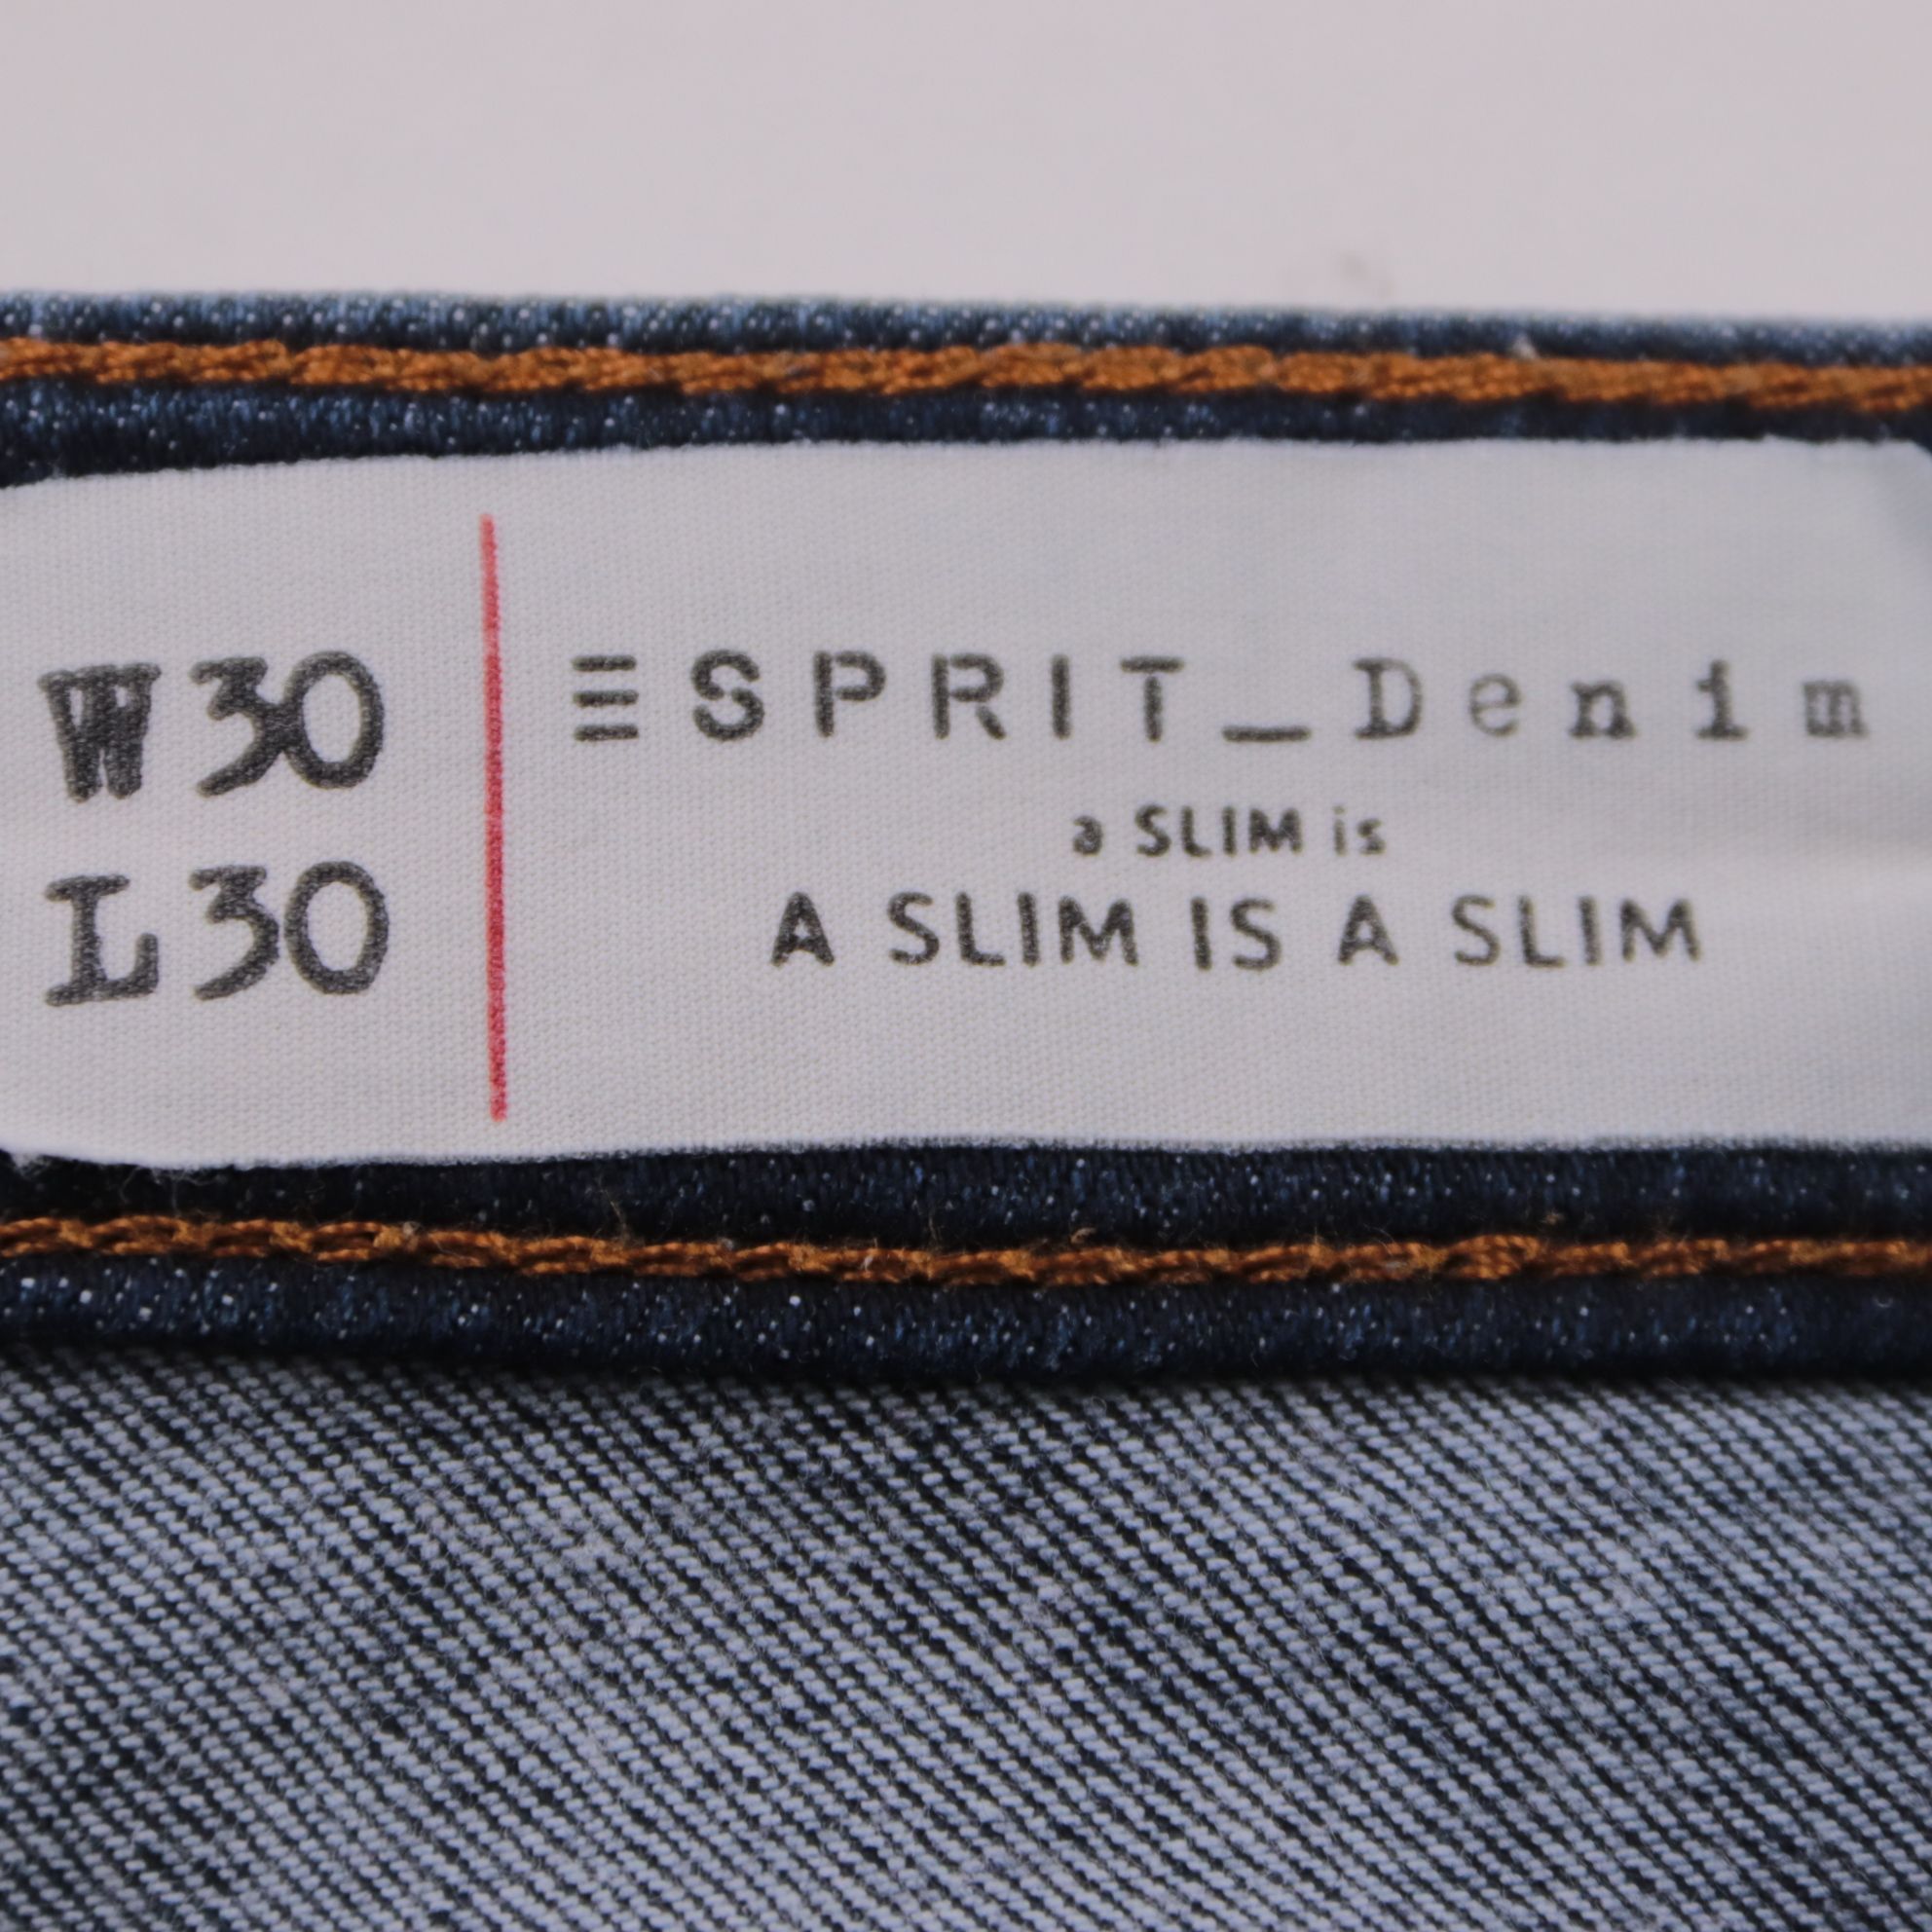 W30
L30
ESPRIT_Denim
a SLIM is
A SLIM IS A SLIM